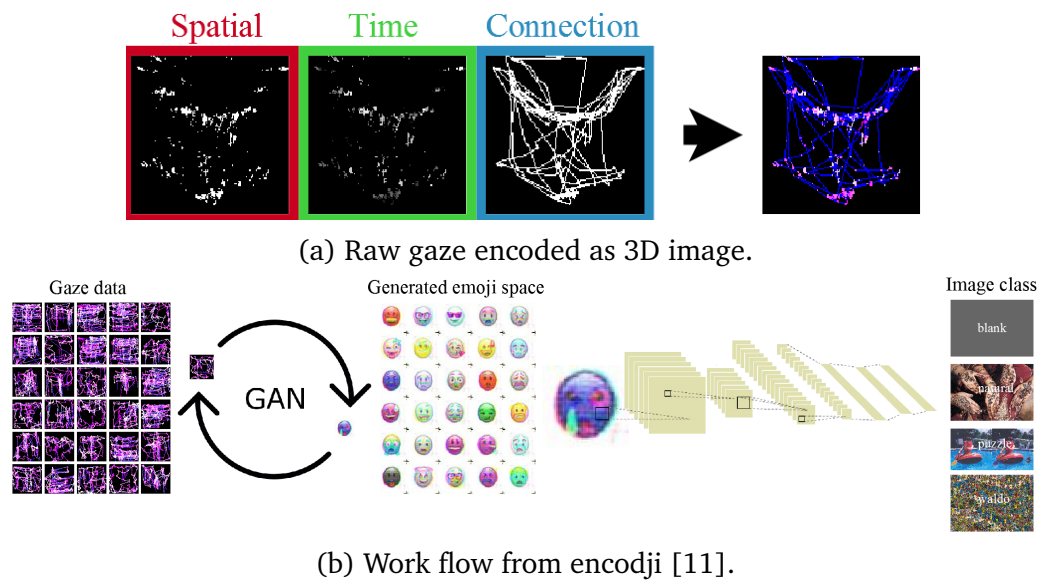 Spatial Time Connection
(a) Raw gaze encoded as 3D image.
Gaze data Generated emoji space Image class
blank
GAN
natural
puzzle
waldo
(b) Work flow from encodji [11].